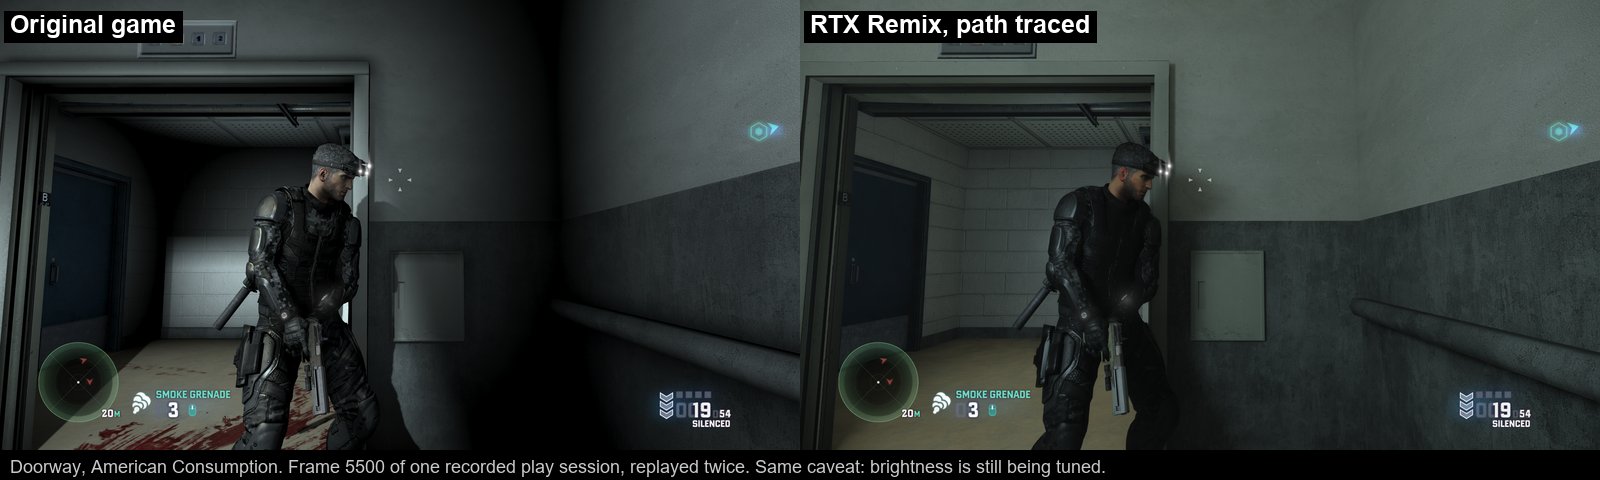 Original game
RTX Remix, path traced
1 2
B
B
SMOKE GRENADE
3
20M
19 54
SILENCED
SMOKE GRENADE
3
20M
19 54
SILENCED
Doorway, American Consumption. Frame 5500 of one recorded play session, replayed twice. Same caveat: brightness is still being tuned.